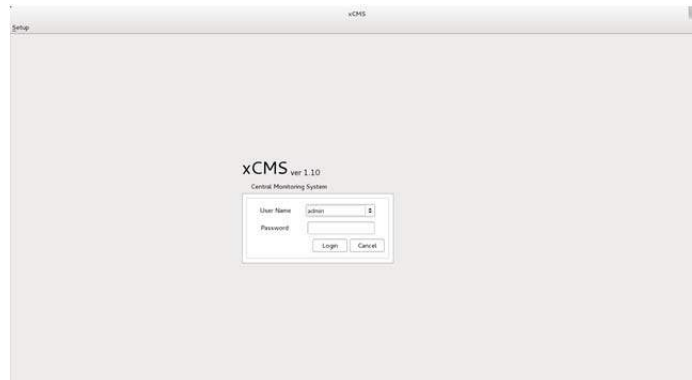 xCMS
Setup
xCMS ver 1.10
Central Monitoring System
User Name admin
Password
Login Cancel